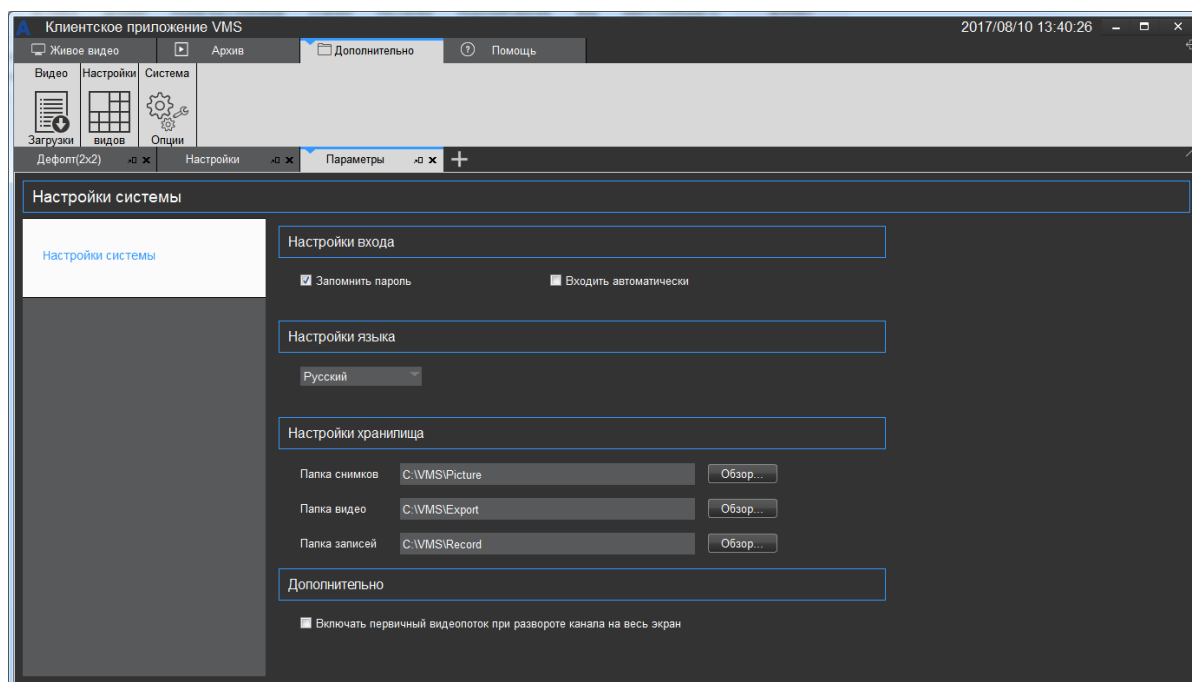 Клиентское приложение VMS
2017/08/10 13:40:26
Живое видео
Архив
Дополнительно
Помощь
Видео
Настройки
Система
Загрузки
видов
Опции
Дефолт(2x2)
Настройки
Параметры
Настройки системы
Настройки системы
Настройки входа
Запомнить пароль
Входить автоматически
Настройки языка
Русский
Настройки хранилища
Папка снимков
C:\VMS\Picture
Обзор...
Папка видео
C:\VMS\Export
Обзор...
Папка записей
C:\VMS\Record
Обзор...
Дополнительно
Включать первичный видеопоток при развороте канала на весь экран